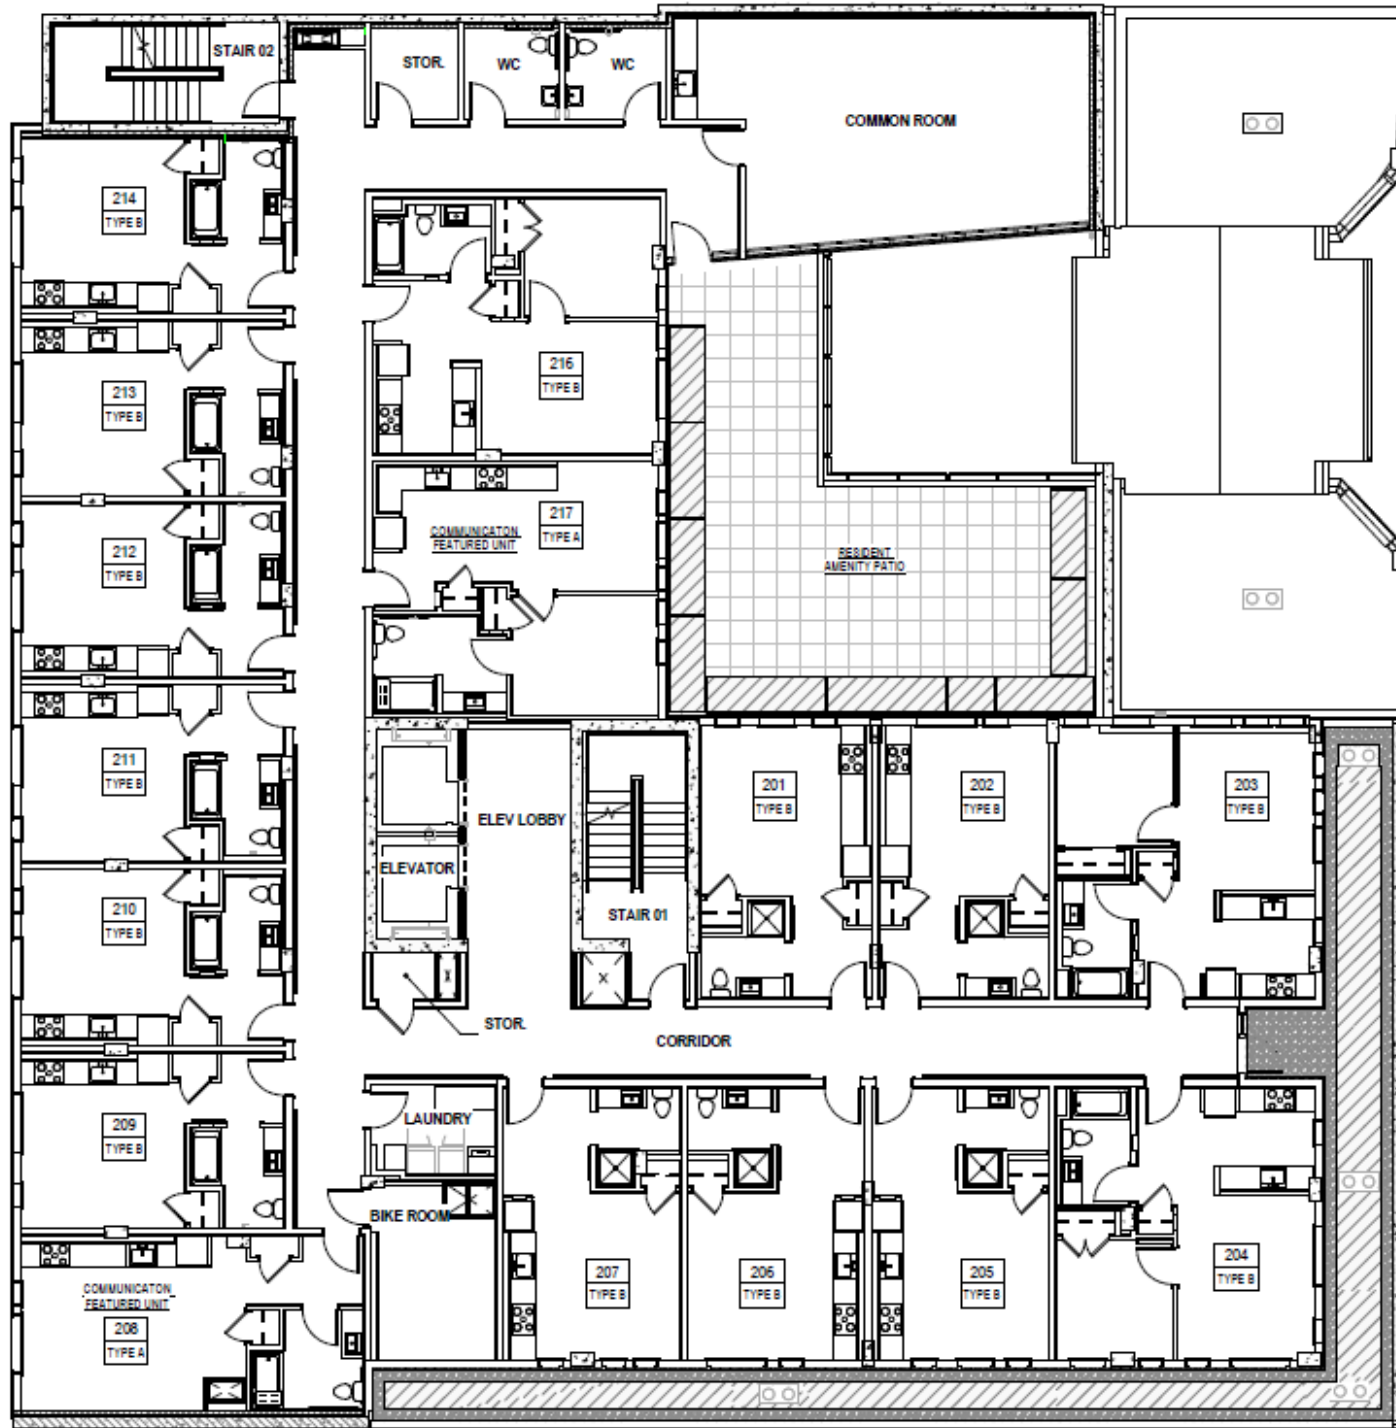 STAIR 02
STOR.
WC
WC
COMMON ROOM
214
TYPE B
213
TYPE B
216
TYPE B
217
TYPE A
COMMUNICATON
FEATURED UNIT
212
TYPE B
RESIDENT
AMENITY PATIO
211
TYPE B
ELEV LOBBY
ELEVATOR
STAIR 01
201
TYPE B
202
TYPE B
203
TYPE B
210
TYPE B
STOR.
CORRIDOR
209
TYPE B
LAUNDRY
BIKE ROOM
207
TYPE B
206
TYPE B
205
TYPE B
204
TYPE B
COMMUNICATON
FEATURED UNIT
208
TYPE A